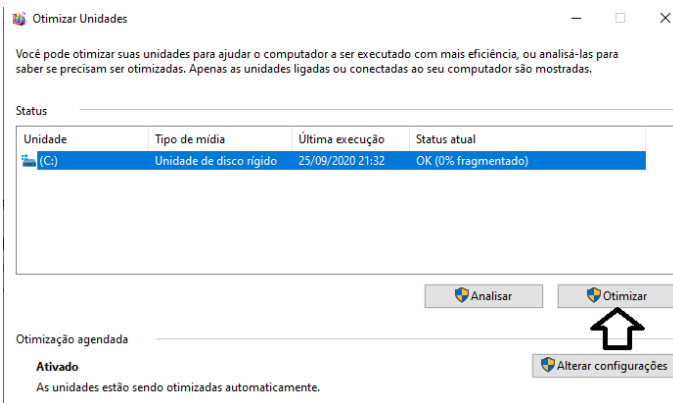 Otimizar Unidades
Você pode otimizar suas unidades para ajudar o computador a ser executado com mais eficiência, ou analisá-las para
saber se precisam ser otimizadas. Apenas as unidades ligadas ou conectadas ao seu computador são mostradas.
Status
Unidade Tipo de mídia Última execução Status atual
(C:) Unidade de disco rígido 25/09/2020 21:32 OK (0% fragmentado)
Analisar Otimizar
Otimização agendada
Ativado Alterar configurações
As unidades estão sendo otimizadas automaticamente.